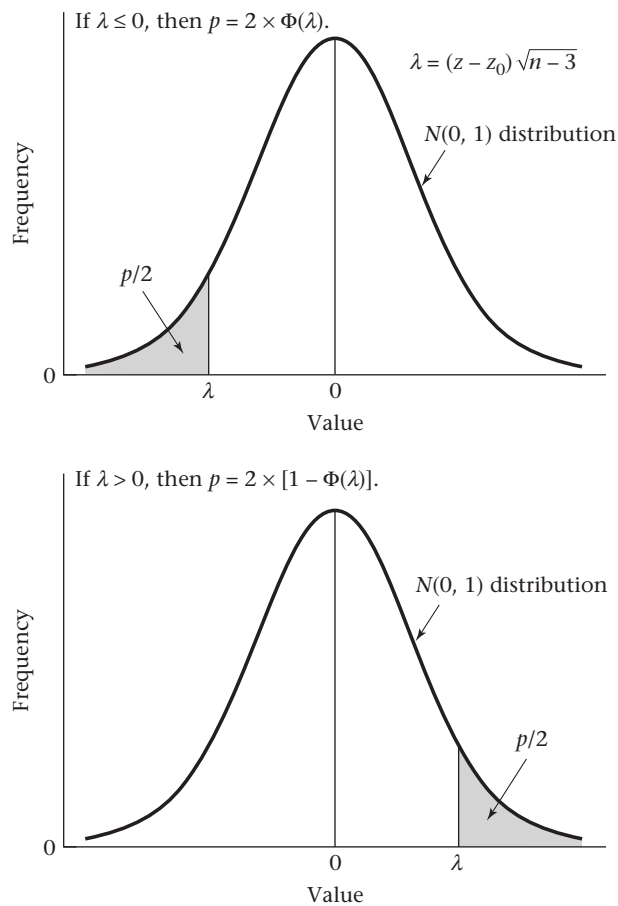 If λ ≤ 0, then p = 2 × Φ(λ).
λ = (z – z₀) √n – 3
N(0, 1) distribution
Frequency
p/2
0
λ
0
Value
If λ > 0, then p = 2 × [1 – Φ(λ)].
N(0, 1) distribution
Frequency
p/2
0
0
λ
Value